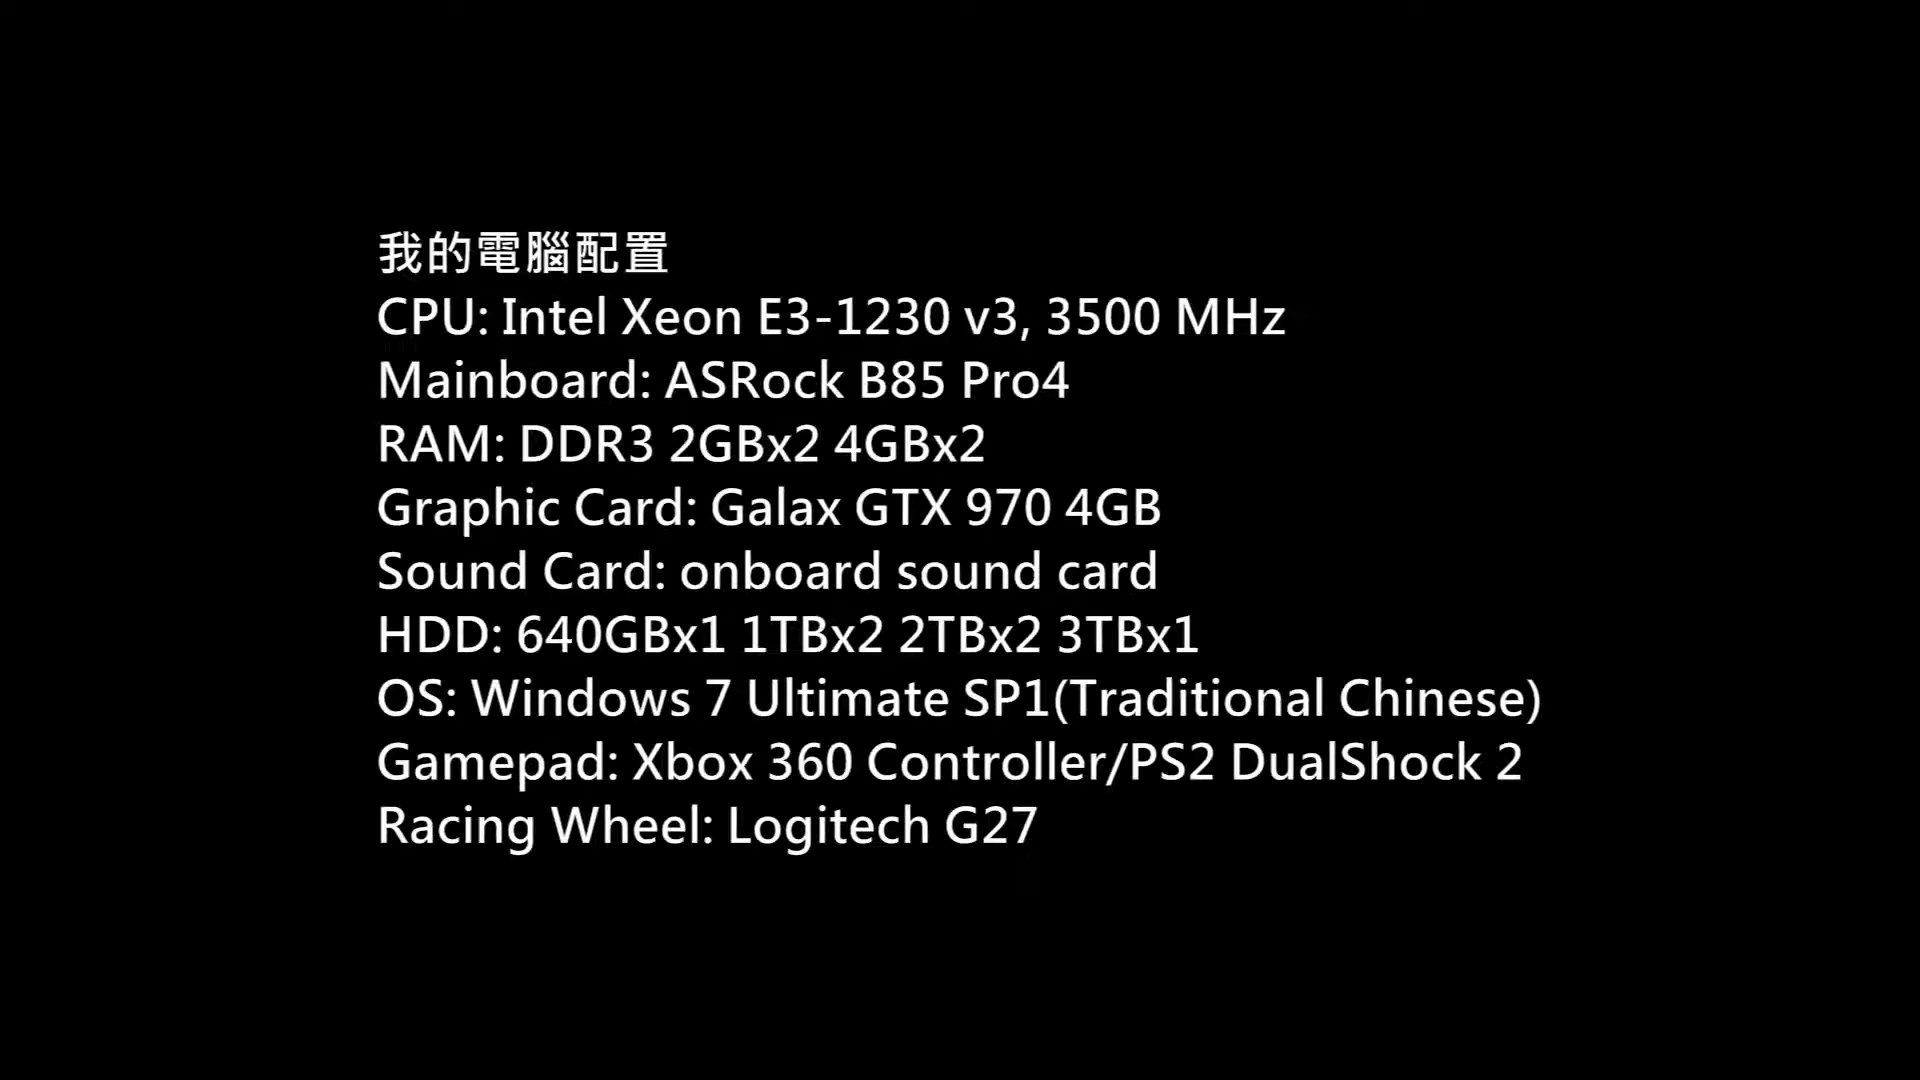 我的電腦配置
CPU: Intel Xeon E3-1230 v3, 3500 MHz
Mainboard: ASRock B85 Pro4
RAM: DDR3 2GBx2 4GBx2
Graphic Card: Galax GTX 970 4GB
Sound Card: onboard sound card
HDD: 640GBx1 1TBx2 2TBx2 3TBx1
OS: Windows 7 Ultimate SP1(Traditional Chinese)
Gamepad: Xbox 360 Controller/PS2 DualShock 2
Racing Wheel: Logitech G27